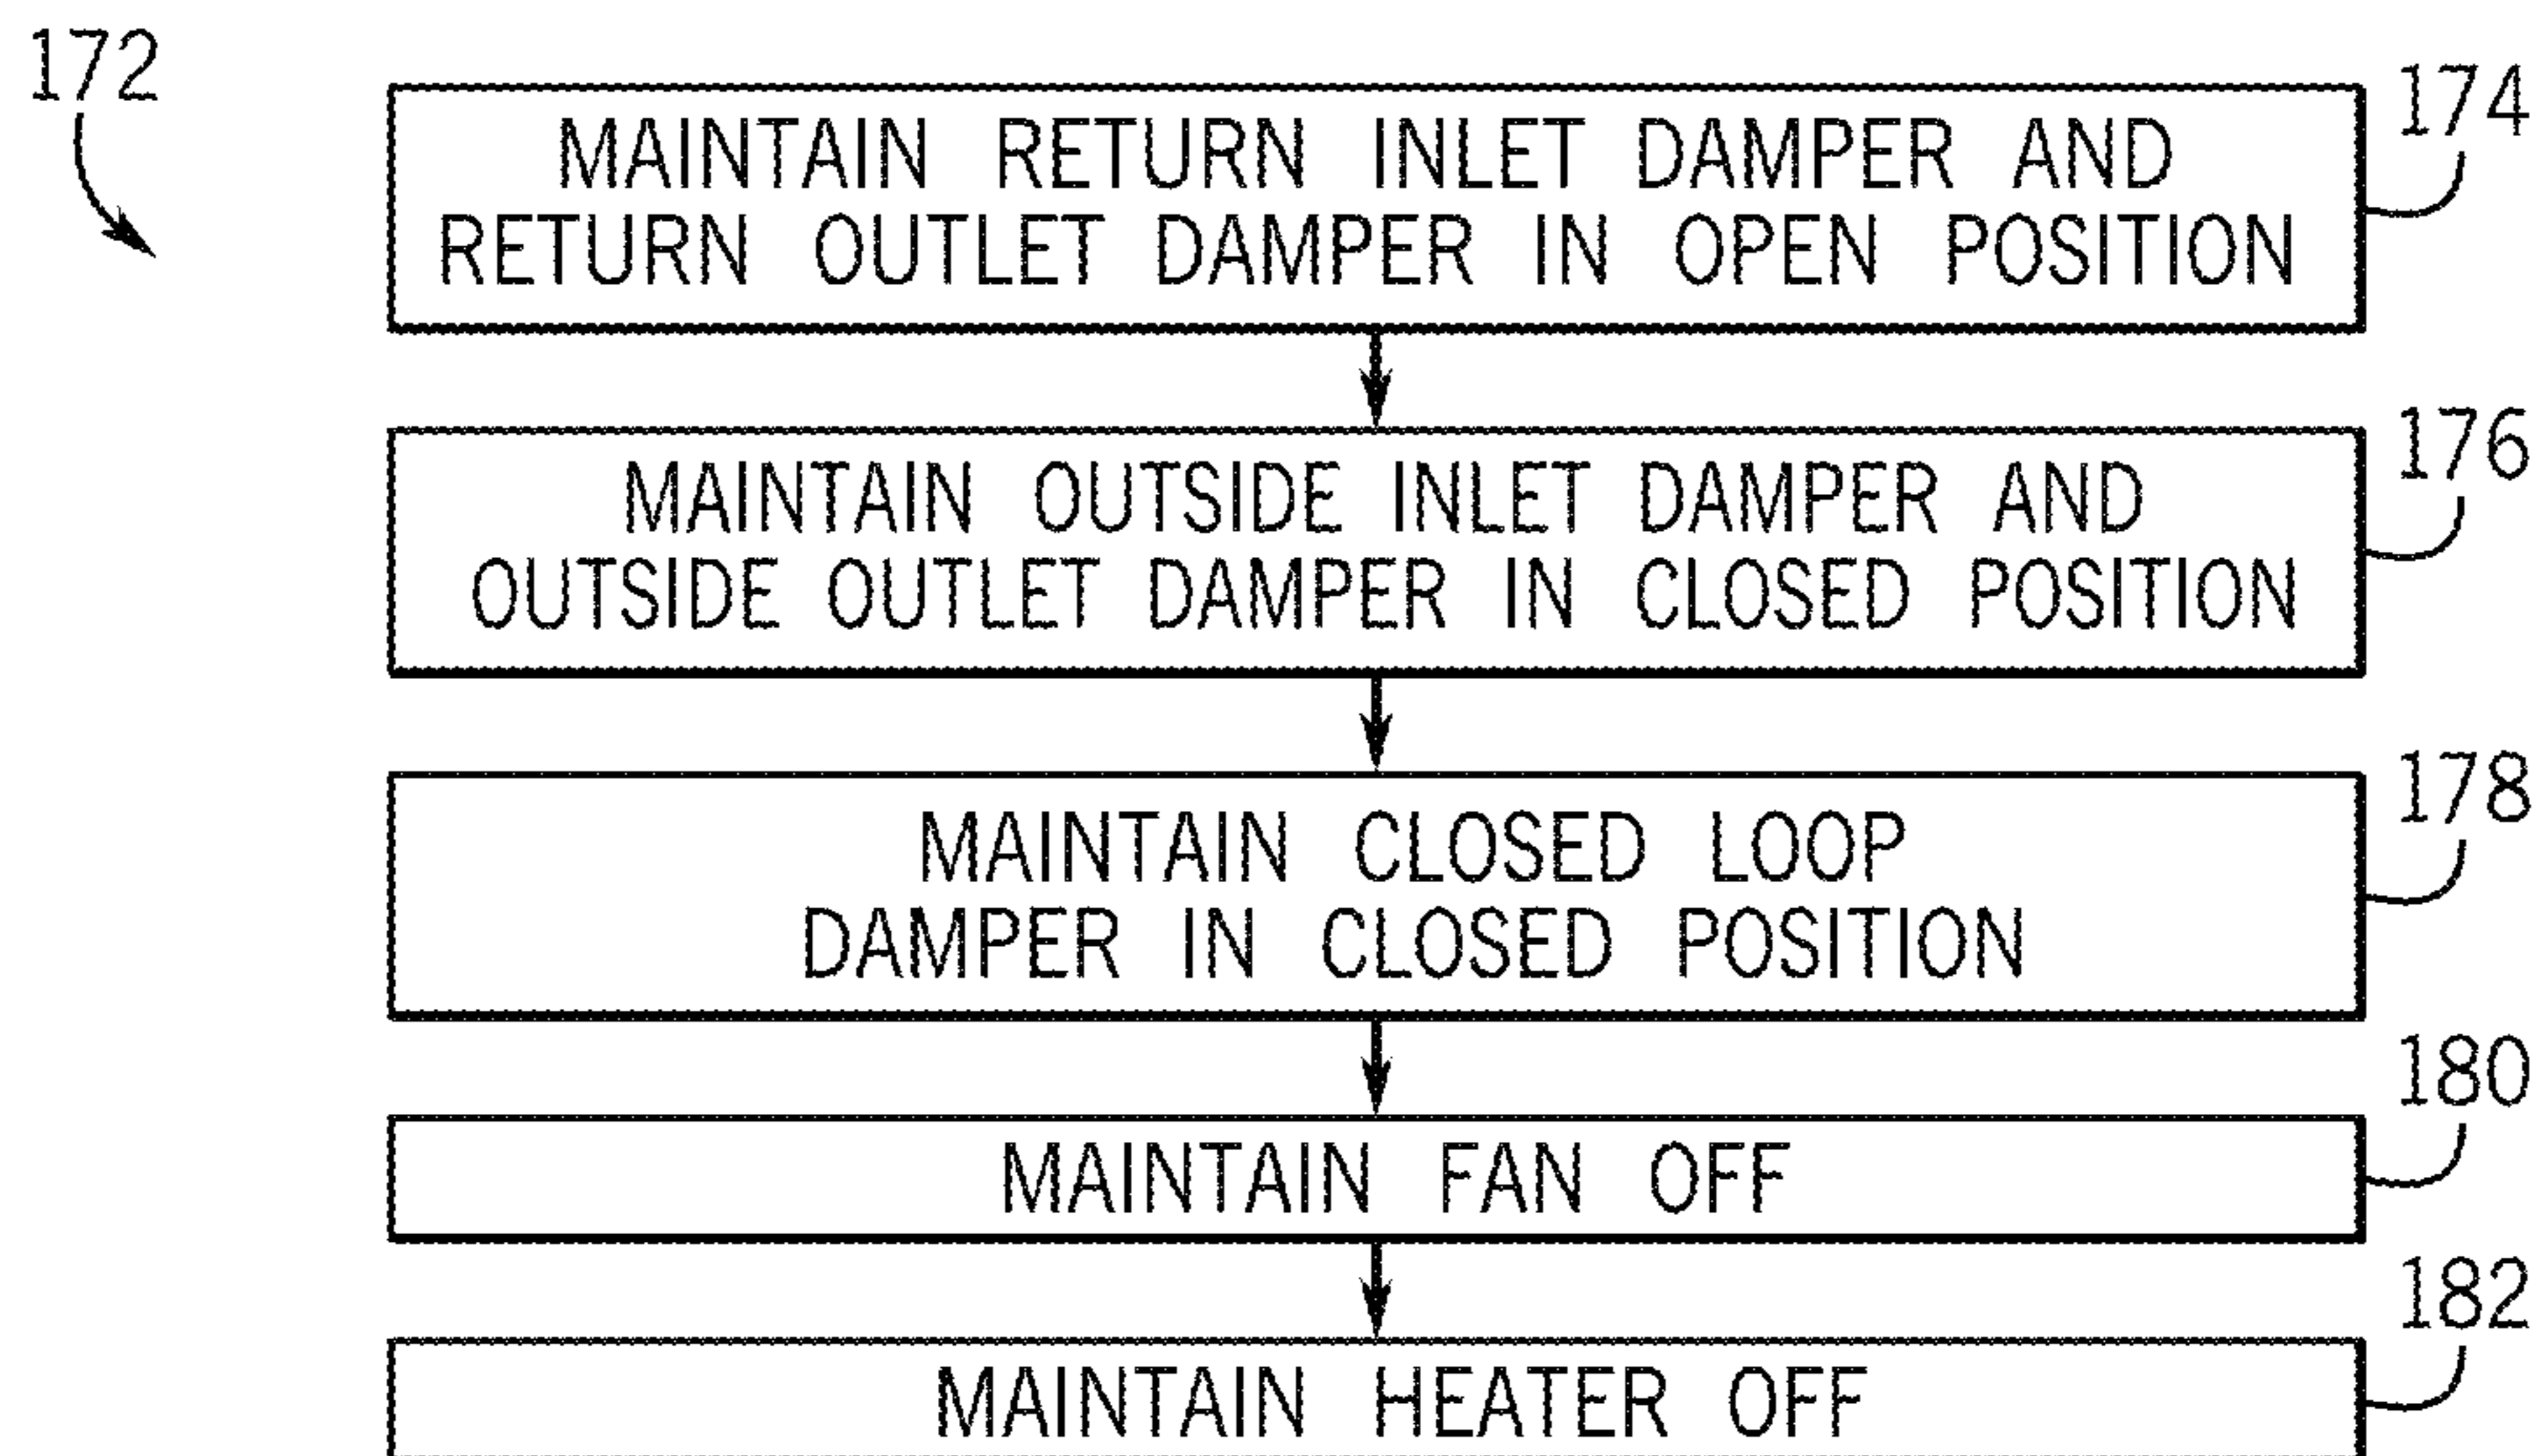 172
MAINTAIN RETURN INLET DAMPER AND
RETURN OUTLET DAMPER IN OPEN POSITION
174
MAINTAIN OUTSIDE INLET DAMPER AND
OUTSIDE OUTLET DAMPER IN CLOSED POSITION
176
MAINTAIN CLOSED LOOP
DAMPER IN CLOSED POSITION
178
MAINTAIN FAN OFF
180
MAINTAIN HEATER OFF
182